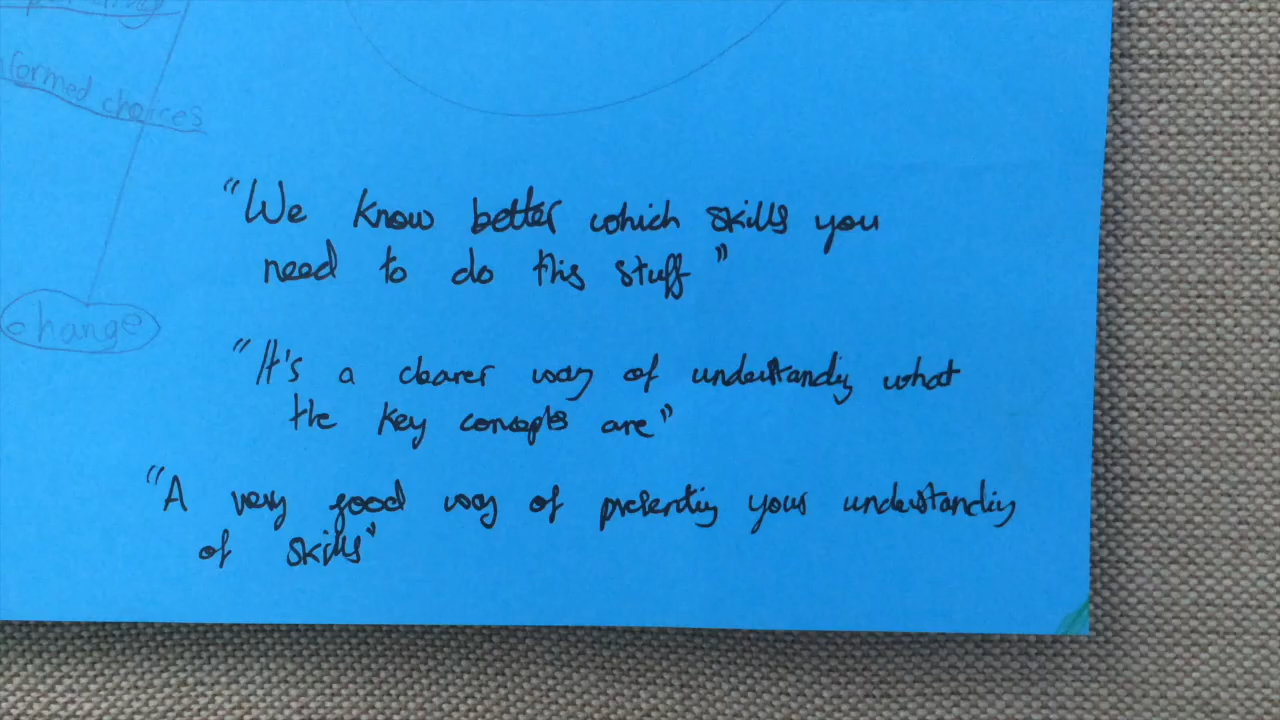 informed choices
change
"We know better which skills you
need to do this stuff"
"It's a clearer way of understanding what
the key concepts are"
"A very good way of presenting your understanding
of skills"